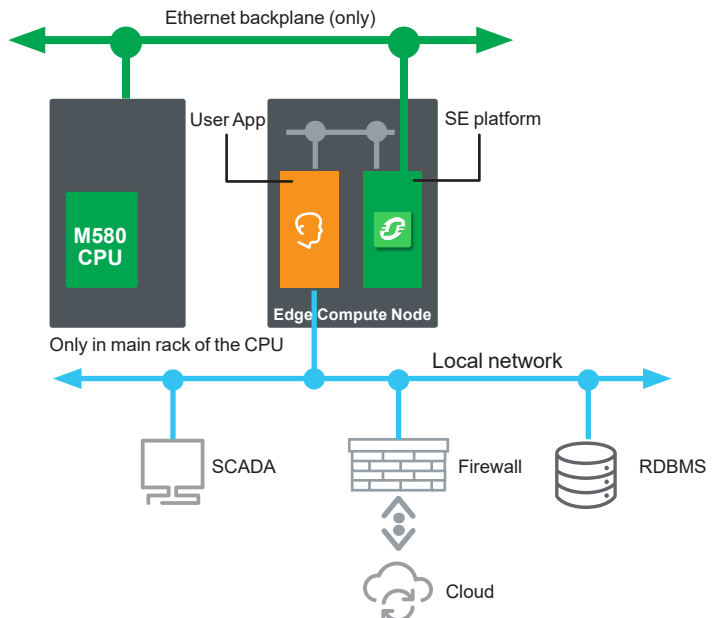 Ethernet backplane (only)
User App
SE platform
M580
CPU
Edge Compute Node
Only in main rack of the CPU
Local network
SCADA
Firewall
RDBMS
Cloud